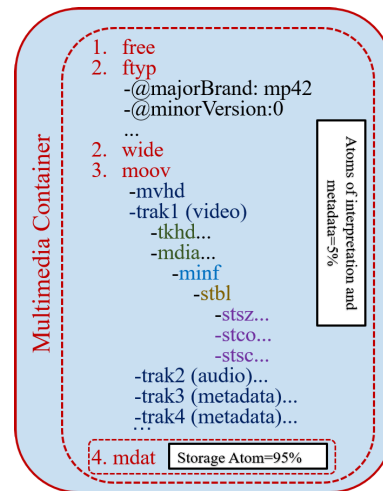 Multimedia Container
1. free
2. ftyp
-@majorBrand: mp42
-@minorVersion:0
...
2. wide
3. moov
-mvhd
-trak1 (video)
-tkhd...
-mdia...
-minf
-stbl
-stsz...
-stco...
-stsc...
-trak2 (audio)...
-trak3 (metadata)...
-trak4 (metadata)...
...
Atoms of interpretation and
metadata=5%
4. mdat
Storage Atom=95%